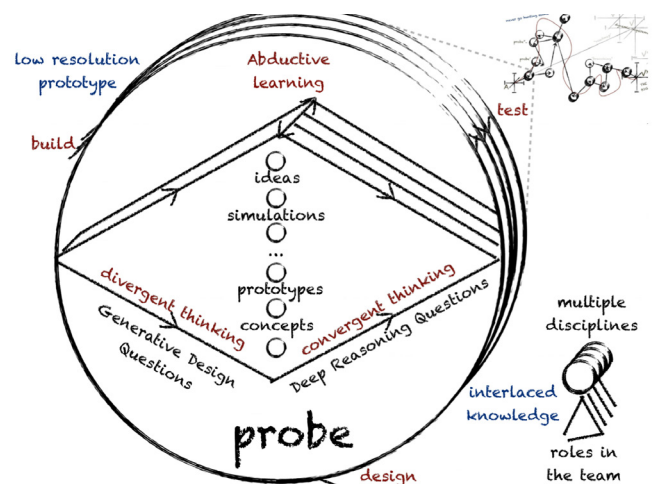 low resolution
prototype
Abductive
learning
build
test
ideas
simulations
...
prototypes
concepts
divergent thinking
Generative Design
Questions
convergent thinking
Deep Reasoning Questions
probe
design
multiple
disciplines
interlaced
knowledge
roles in
the team